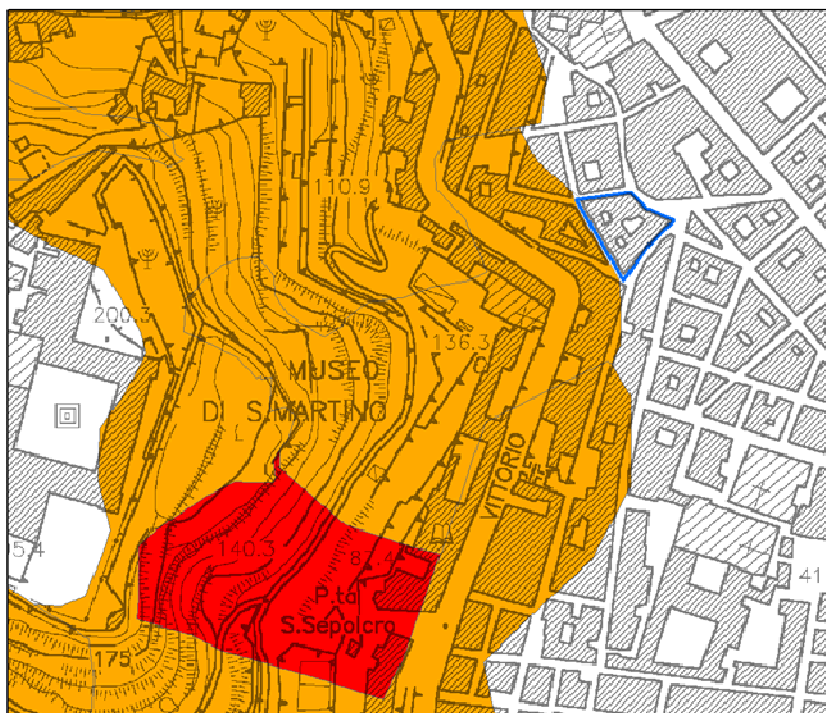 110.9
200.3
136.3
MUSEO
DI S.MARTINO
VITTORIO
140.3
P.ta
S.Sepolcro
41
175